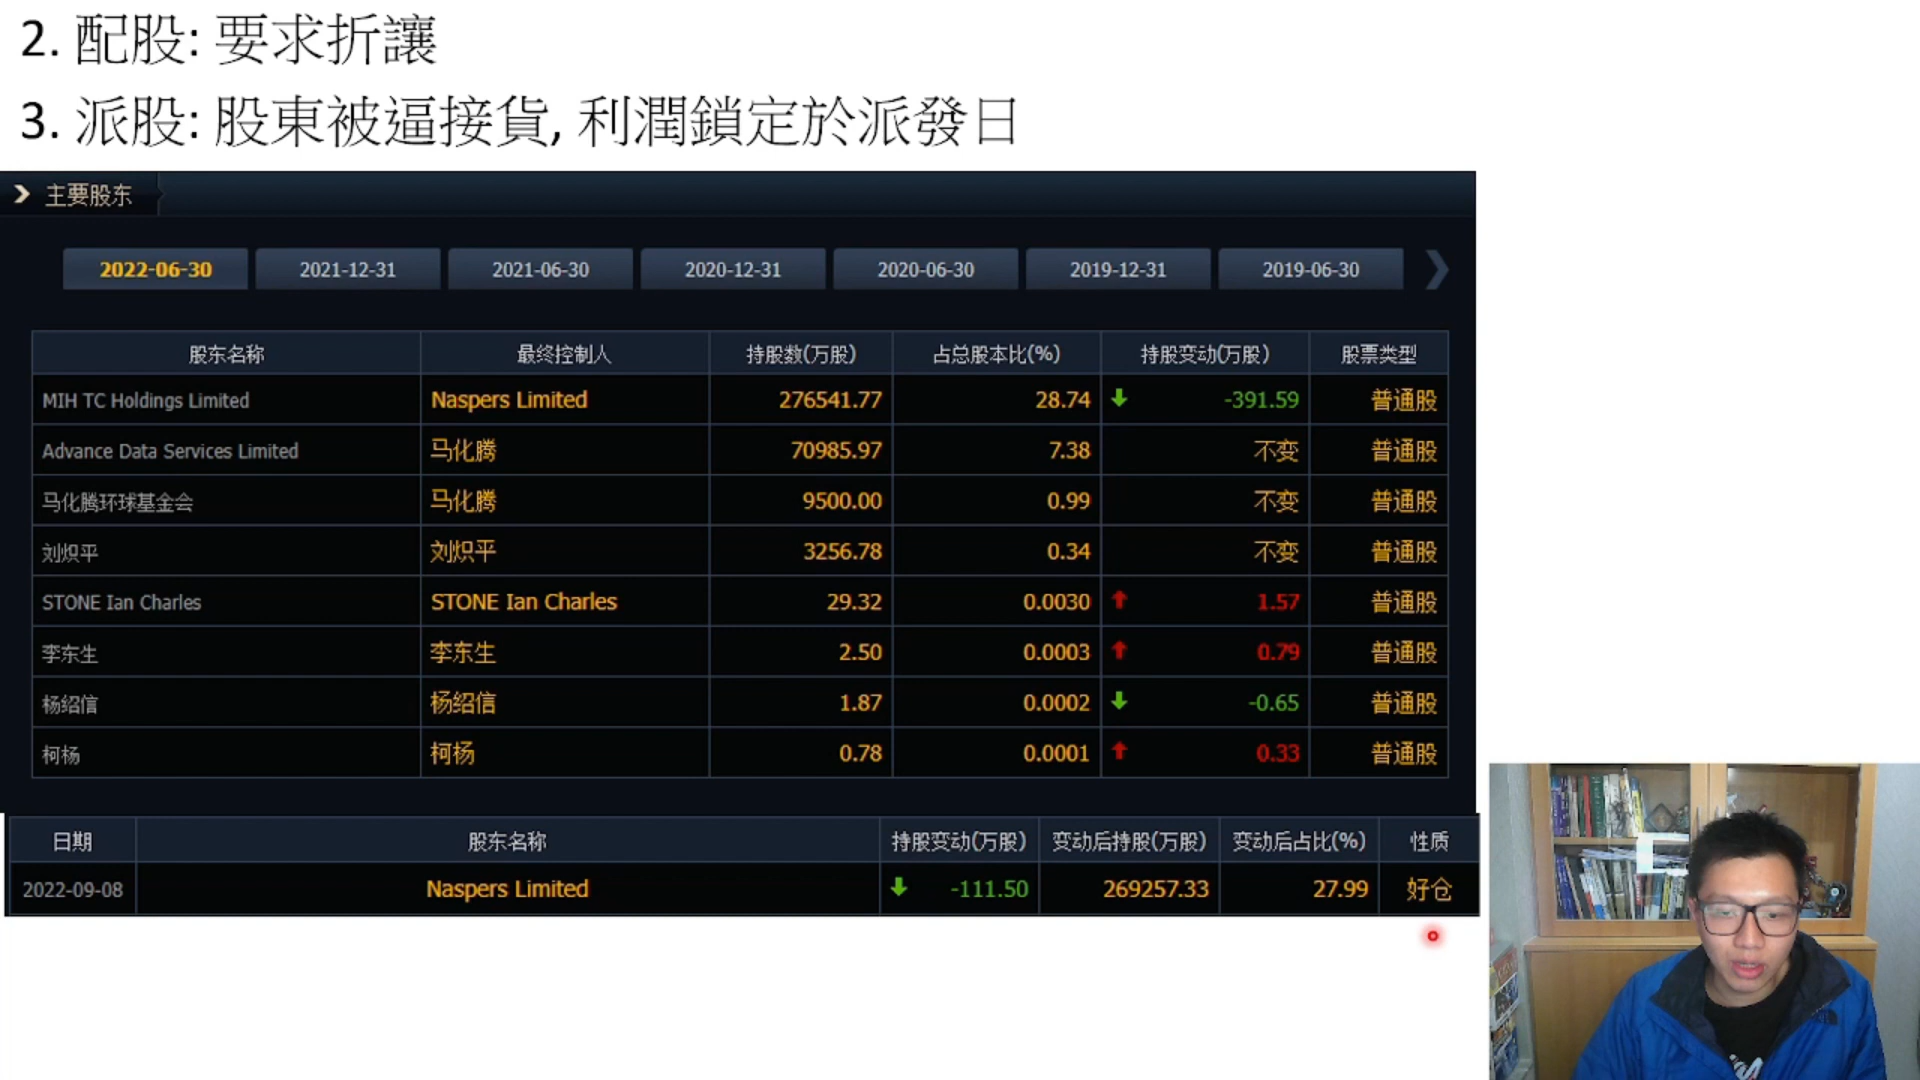 2. 配股: 要求折讓
3. 派股: 股東被逼接貨, 利潤鎖定於派發日
主要股东
2022-06-30 2021-12-31 2021-06-30 2020-12-31 2020-06-30 2019-12-31 2019-06-30
股东名称 最终控制人 持股数(万股) 占总股本比(%) 持股变动(万股) 股票类型
MIH TC Holdings Limited Naspers Limited 276541.77 28.74 -391.59 普通股
Advance Data Services Limited 马化腾 70985.97 7.38 不变 普通股
马化腾环球基金会 马化腾 9500.00 0.99 不变 普通股
刘炽平 刘炽平 3256.78 0.34 不变 普通股
STONE Ian Charles STONE Ian Charles 29.32 0.0030 1.57 普通股
李东生 李东生 2.50 0.0003 0.79 普通股
杨绍信 杨绍信 1.87 0.0002 -0.65 普通股
柯杨 柯杨 0.78 0.0001 0.33 普通股
日期 股东名称 持股变动(万股) 变动后持股(万股) 变动后占比(%) 性质
2022-09-08 Naspers Limited -111.50 269257.33 27.99 好仓